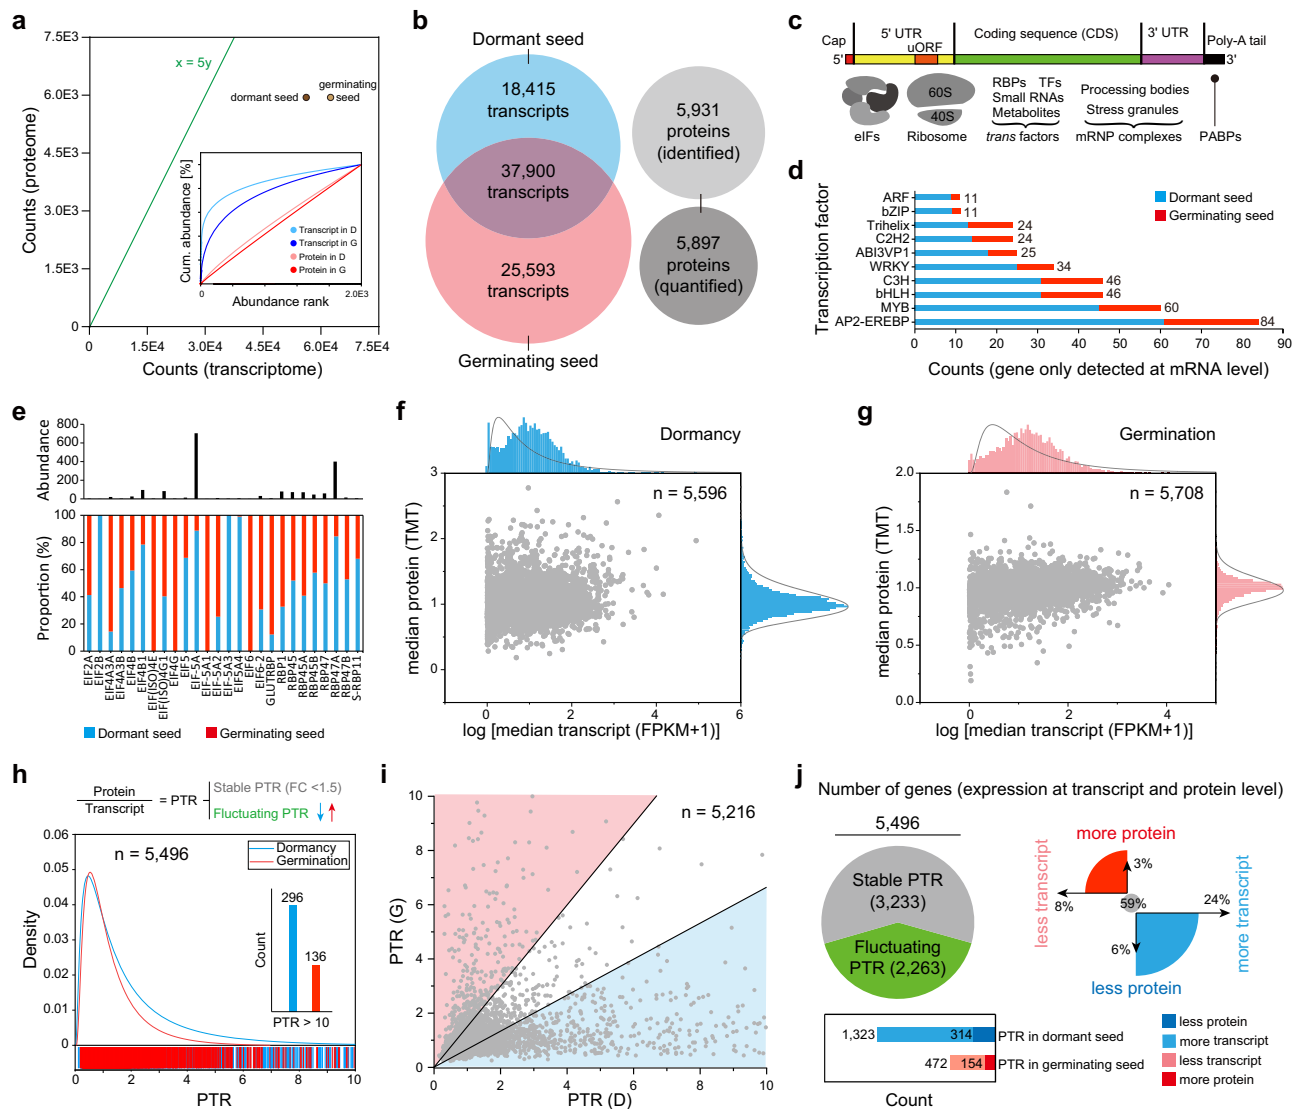 a
7.5E3
6.0E3
4.5E3
3.0E3
1.5E3
0
Counts (proteome)
x = 5y
dormant seed
germinating
seed
Cum. abundance [%]
Transcript in D
Transcript in G
Protein in D
Protein in G
0
2.0E3
Abundance rank
0
1.5E4
3.0E4
4.5E4
6.0E4
7.5E4
Counts (transcriptome)
b
Dormant seed
18,415
transcripts
37,900
transcripts
25,593
transcripts
Germinating seed
5,931
proteins
(identified)
5,897
proteins
(quantified)
c
Cap
5' UTR
uORF
Coding sequence (CDS)
3' UTR
Poly-A tail
5'
3'
eIFs
60S
40S
Ribosome
RBPs TFs
Small RNAs
Metabolites
trans factors
Processing bodies
Stress granules
mRNP complexes
PABPs
d
Transcription factor
Dormant seed
Germinating seed
ARF 11
bZIP 11
Trihelix 24
C2H2 24
ABI3VP1 25
WRKY 34
C3H 46
bHLH 46
MYB 60
AP2-EREBP 84
0 10 20 30 40 50 60 70 80 90
Counts (gene only detected at mRNA level)
e
Abundance
800
600
400
200
0
Proportion (%)
100
80
60
40
20
0
EIF2A
EIF2B
EIF4A3A
EIF4A3B
EIF4B
EIF4B1
EIF(ISO)4E
EIF(ISO)4G1
EIF4G
EIF5
EIF-5A
EIF-5A1
EIF-5A2
EIF-5A3
EIF5A4
EIF6
EIF6-2
GLUTRBP
RBP1
RBP45
RBP45A
RBP45B
RBP47
RBP47A
RBP47B
S-RBP11
Dormant seed
Germinating seed
f
Dormancy
n = 5,596
median protein (TMT)
3
2
1
0
0 2 4 6
log [median transcript (FPKM+1)]
g
Germination
n = 5,708
median protein (TMT)
2.0
1.5
1.0
0.5
0.0
0 2 4
log [median transcript (FPKM+1)]
h
Protein
Transcript
= PTR
Stable PTR (FC <1.5)
Fluctuating PTR
n = 5,496
Dormancy
Germination
Density
0.06
0.05
0.04
0.03
0.02
0.01
0
Count
296
136
PTR > 10
0 2 4 6 8 10
PTR
i
n = 5,216
PTR (G)
10
8
6
4
2
0
0 2 4 6 8 10
PTR (D)
j
Number of genes (expression at transcript and protein level)
5,496
Stable PTR
(3,233)
Fluctuating
PTR (2,263)
more protein
less transcript
3%
8%
59%
24%
6%
more transcript
less protein
1,323
314
PTR in dormant seed
472
154
PTR in germinating seed
Count
less protein
more transcript
less transcript
more protein